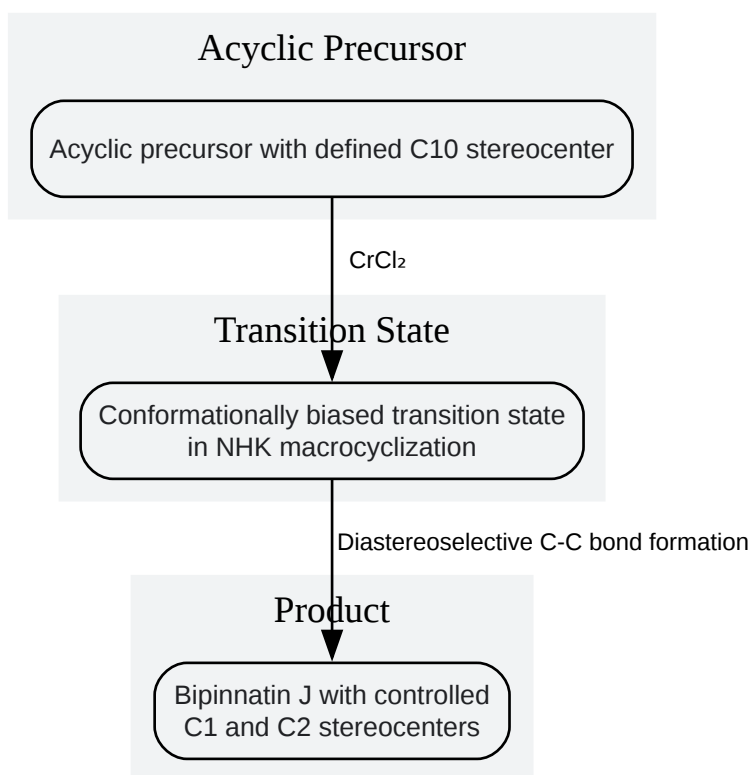 Acyclic Precursor
Acyclic precursor with defined C10 stereocenter
CrCl₂
Transition State
Conformationally biased transition state
in NHK macrocyclization
Diastereoselective C-C bond formation
Product
Bipinnatin J with controlled
C1 and C2 stereocenters